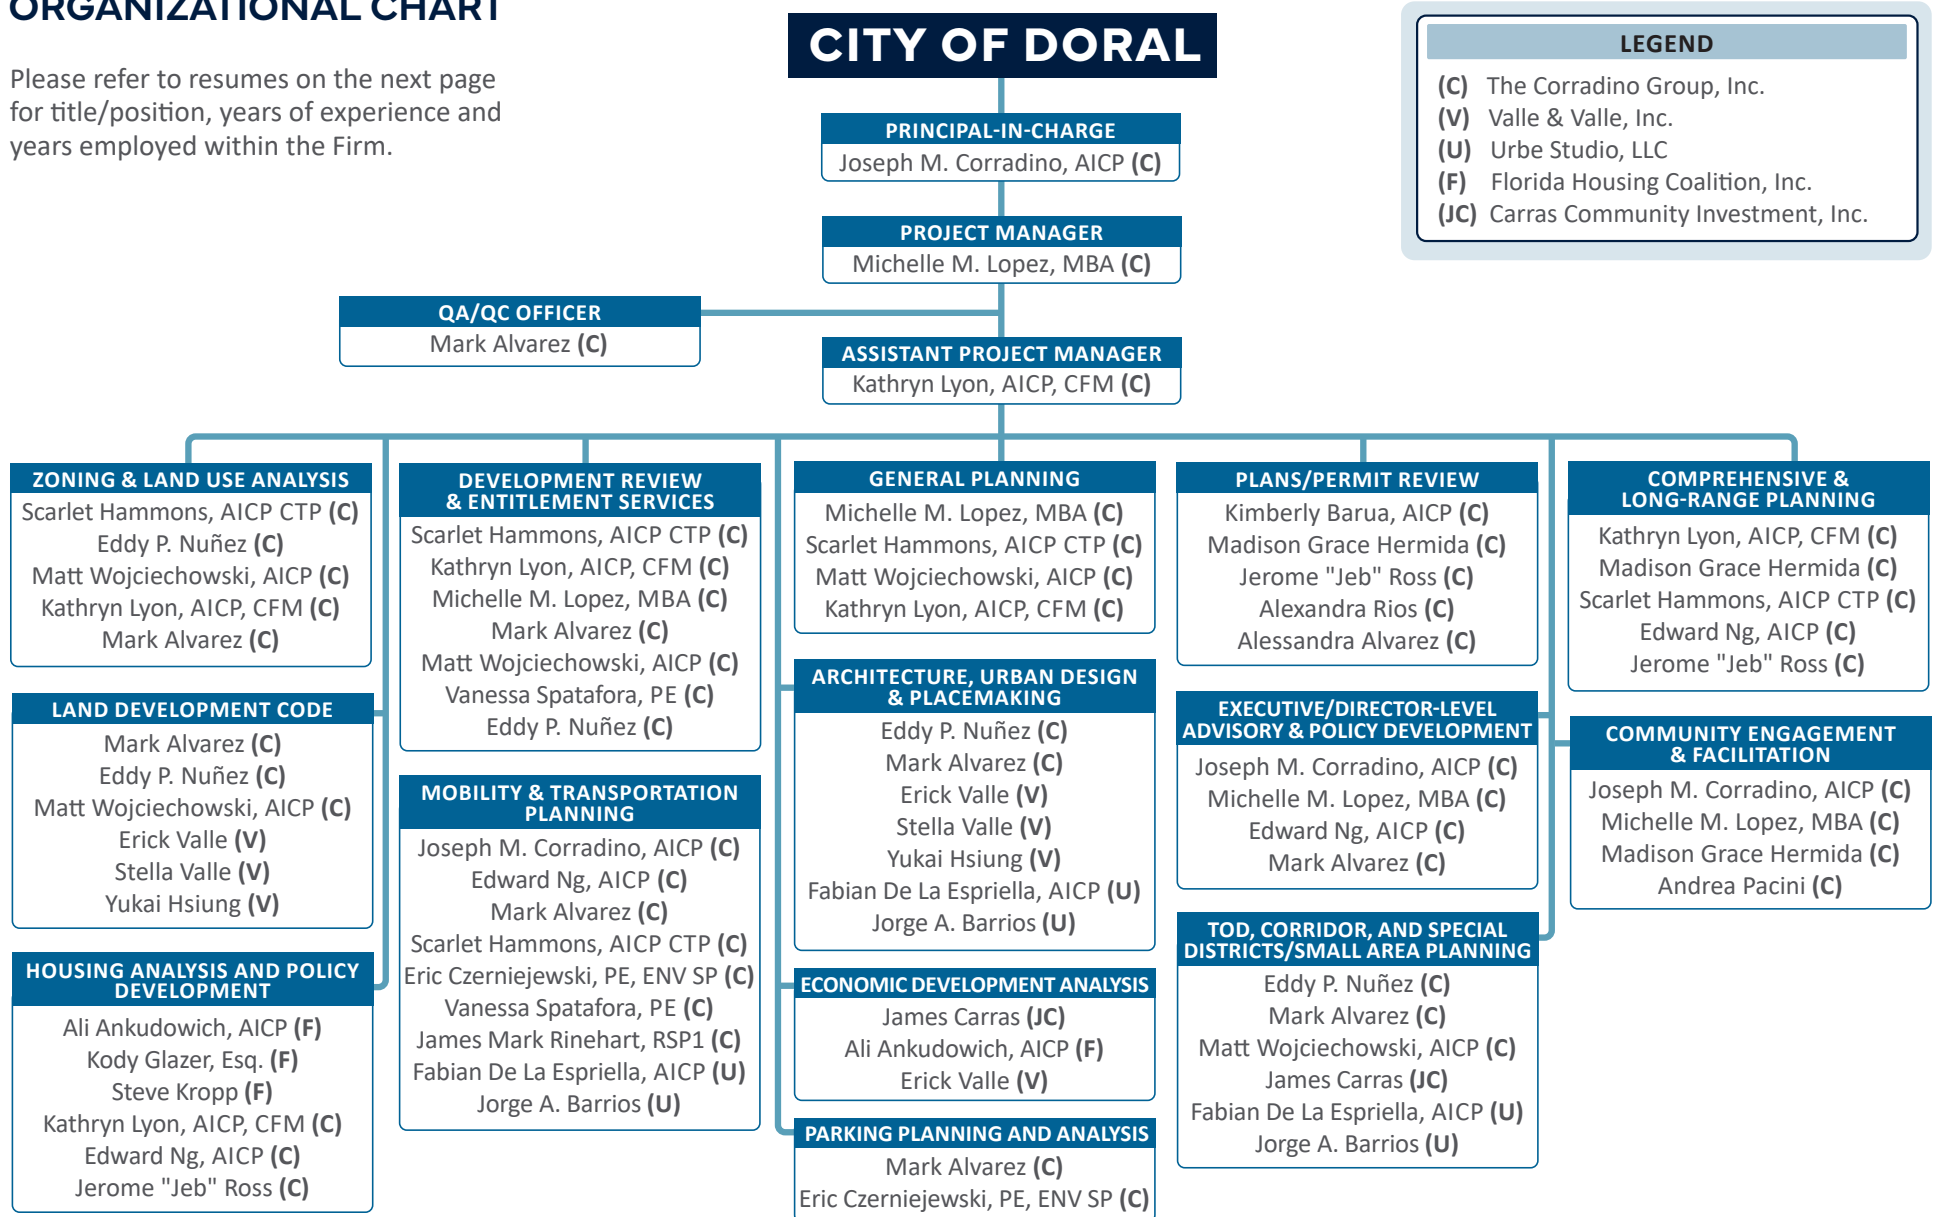 ORGANIZATIONAL CHART
Please refer to resumes on the next page
for title/position, years of experience and
years employed within the Firm.
CITY OF DORAL
LEGEND
(C) The Corradino Group, Inc.
(V) Valle & Valle, Inc.
(U) Urbe Studio, LLC
(F) Florida Housing Coalition, Inc.
(JC) Carras Community Investment, Inc.
PRINCIPAL-IN-CHARGE
Joseph M. Corradino, AICP (C)
PROJECT MANAGER
Michelle M. Lopez, MBA (C)
QA/QC OFFICER
Mark Alvarez (C)
ASSISTANT PROJECT MANAGER
Kathryn Lyon, AICP, CFM (C)
ZONING & LAND USE ANALYSIS
Scarlet Hammons, AICP CTP (C)
Eddy P. Nuñez (C)
Matt Wojciechowski, AICP (C)
Kathryn Lyon, AICP, CFM (C)
Mark Alvarez (C)
LAND DEVELOPMENT CODE
Mark Alvarez (C)
Eddy P. Nuñez (C)
Matt Wojciechowski, AICP (C)
Erick Valle (V)
Stella Valle (V)
Yukai Hsiung (V)
HOUSING ANALYSIS AND POLICY
DEVELOPMENT
Ali Ankudowich, AICP (F)
Kody Glazer, Esq. (F)
Steve Kropp (F)
Kathryn Lyon, AICP, CFM (C)
Edward Ng, AICP (C)
Jerome "Jeb" Ross (C)
DEVELOPMENT REVIEW
& ENTITLEMENT SERVICES
Scarlet Hammons, AICP CTP (C)
Kathryn Lyon, AICP, CFM (C)
Michelle M. Lopez, MBA (C)
Mark Alvarez (C)
Matt Wojciechowski, AICP (C)
Vanessa Spatafora, PE (C)
Eddy P. Nuñez (C)
MOBILITY & TRANSPORTATION
PLANNING
Joseph M. Corradino, AICP (C)
Edward Ng, AICP (C)
Mark Alvarez (C)
Scarlet Hammons, AICP CTP (C)
Eric Czerniejewski, PE, ENV SP (C)
Vanessa Spatafora, PE (C)
James Mark Rinehart, RSP1 (C)
Fabian De La Espriella, AICP (U)
Jorge A. Barrios (U)
GENERAL PLANNING
Michelle M. Lopez, MBA (C)
Scarlet Hammons, AICP CTP (C)
Matt Wojciechowski, AICP (C)
Kathryn Lyon, AICP, CFM (C)
ARCHITECTURE, URBAN DESIGN
& PLACEMAKING
Eddy P. Nuñez (C)
Mark Alvarez (C)
Erick Valle (V)
Stella Valle (V)
Yukai Hsiung (V)
Fabian De La Espriella, AICP (U)
Jorge A. Barrios (U)
ECONOMIC DEVELOPMENT ANALYSIS
James Carras (JC)
Ali Ankudowich, AICP (F)
Erick Valle (V)
PARKING PLANNING AND ANALYSIS
Mark Alvarez (C)
Eric Czerniejewski, PE, ENV SP (C)
PLANS/PERMIT REVIEW
Kimberly Barua, AICP (C)
Madison Grace Hermida (C)
Jerome "Jeb" Ross (C)
Alexandra Rios (C)
Alessandra Alvarez (C)
EXECUTIVE/DIRECTOR-LEVEL
ADVISORY & POLICY DEVELOPMENT
Joseph M. Corradino, AICP (C)
Michelle M. Lopez, MBA (C)
Edward Ng, AICP (C)
Mark Alvarez (C)
TOD, CORRIDOR, AND SPECIAL
DISTRICTS/SMALL AREA PLANNING
Eddy P. Nuñez (C)
Mark Alvarez (C)
Matt Wojciechowski, AICP (C)
James Carras (JC)
Fabian De La Espriella, AICP (U)
Jorge A. Barrios (U)
COMPREHENSIVE &
LONG-RANGE PLANNING
Kathryn Lyon, AICP, CFM (C)
Madison Grace Hermida (C)
Scarlet Hammons, AICP CTP (C)
Edward Ng, AICP (C)
Jerome "Jeb" Ross (C)
COMMUNITY ENGAGEMENT
& FACILITATION
Joseph M. Corradino, AICP (C)
Michelle M. Lopez, MBA (C)
Madison Grace Hermida (C)
Andrea Pacini (C)